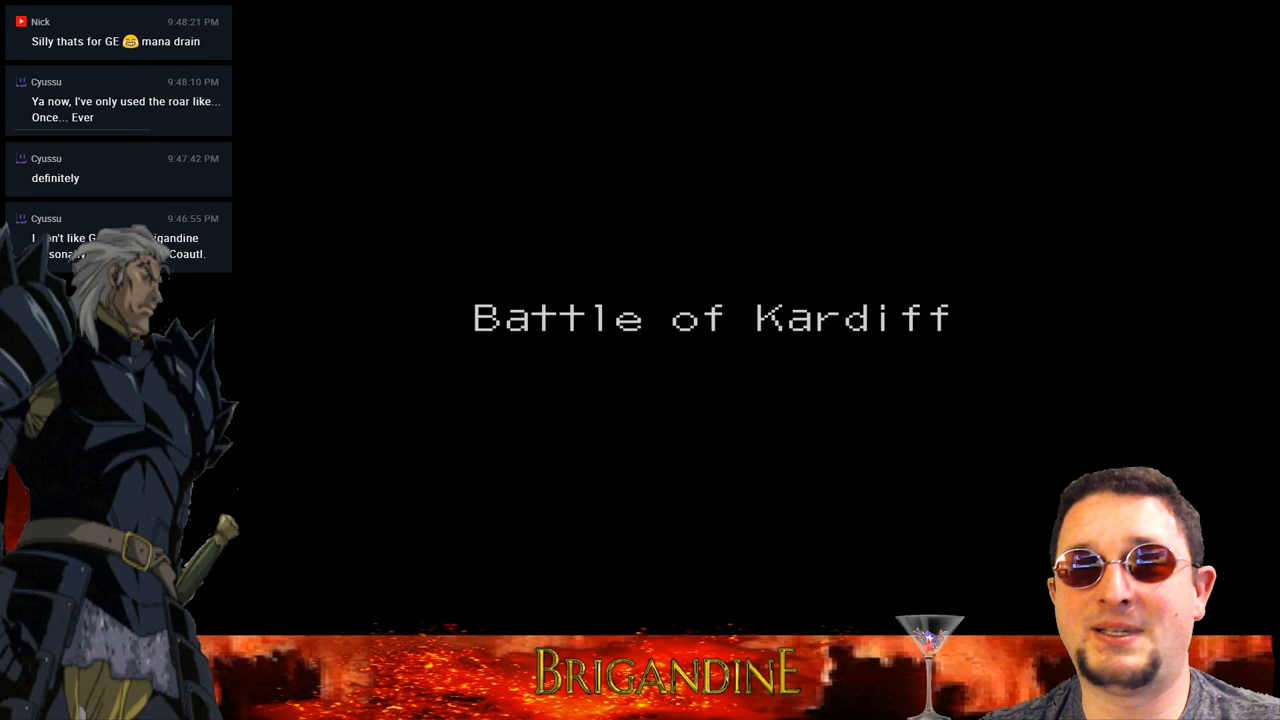 Nick 9:48:21 PM
Silly thats for GE 😂 mana drain
Cyussu 9:48:10 PM
Ya now, I've only used the roar like...
Once... Ever
Cyussu 9:47:42 PM
definitely
Cyussu 9:46:55 PM
like
Coautl.
Battle of Kardiff
BRIGANDINE